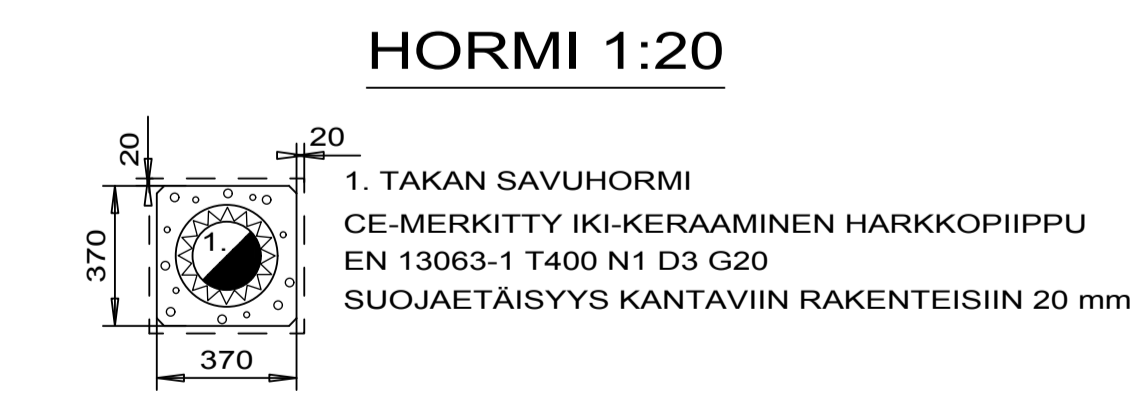 HORMI 1:20
20
20
1. TAKAN SAVUHORMI
CE-MERKITTY IKI-KERAAMINEN HARKKOPIIPPU
EN 13063-1 T400 N1 D3 G20
SUOJAETÄISYYS KANTAVIIN RAKENTEISIIN 20 mm
370
1.
370